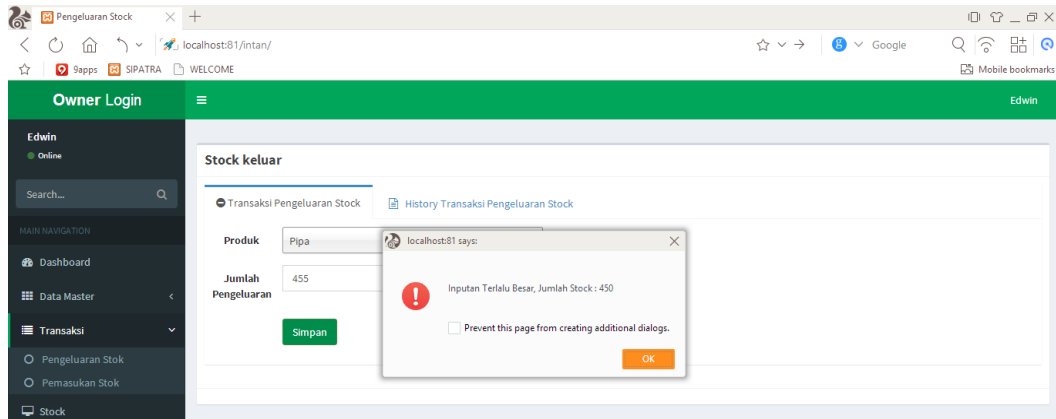 Pengeluaran Stock
localhost:81/intan/
Google
9apps SIPATRA WELCOME Mobile bookmarks
Owner Login
Edwin
Edwin
Online
Search...
MAIN NAVIGATION
Dashboard
Data Master
Transaksi
Pengeluaran Stok
Pemasukan Stok
Stock
Stock keluar
Transaksi Pengeluaran Stock
History Transaksi Pengeluaran Stock
Produk
Pipa
Jumlah
Pengeluaran
455
Simpan
localhost:81 says:
Inputan Terlalu Besar, Jumlah Stock : 450
Prevent this page from creating additional dialogs.
OK